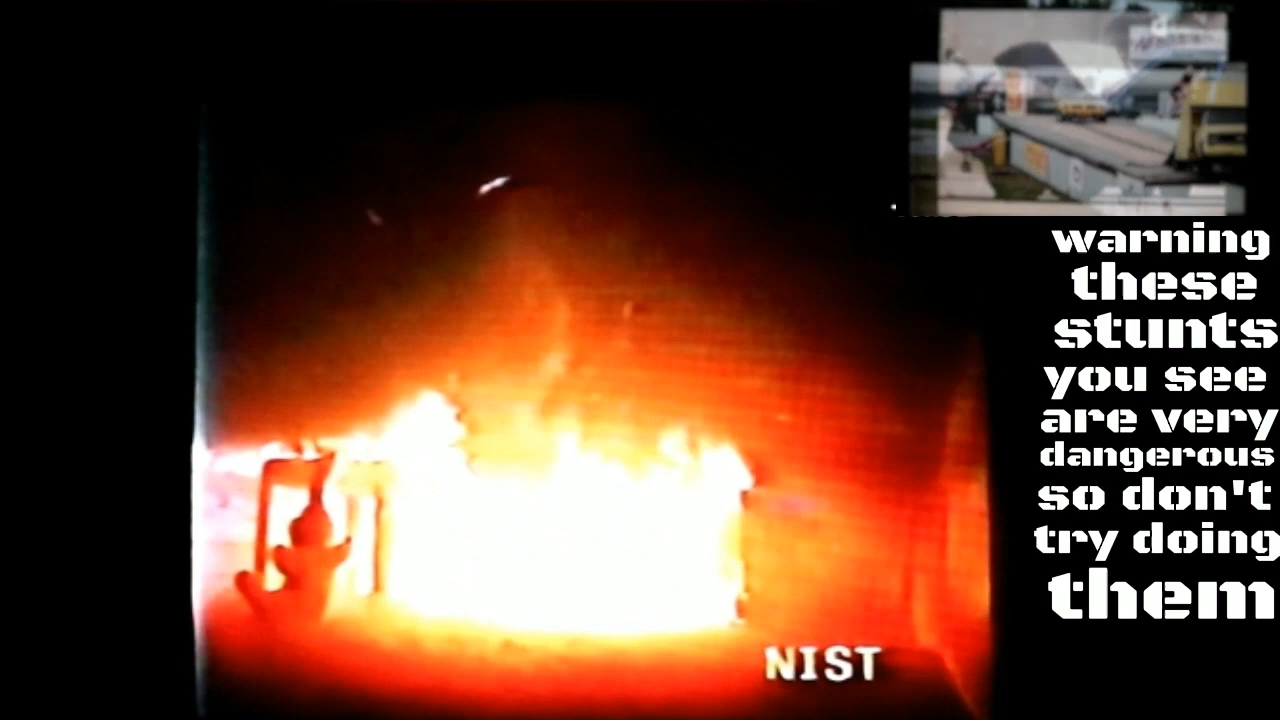 warning
these
stunts
you see
are very
dangerous
so don't
try doing
them
NIST